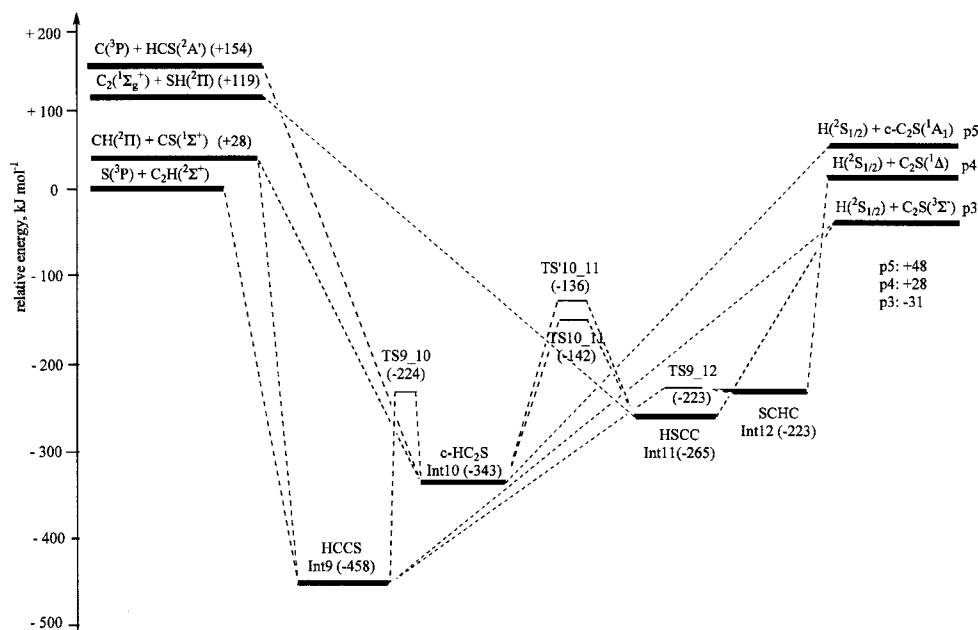 relative energy, kJ mol⁻¹
+ 200
+ 100
0
- 100
- 200
- 300
- 400
- 500
C(³P) + HCS(²A') (+154)
C₂(¹Σg⁺) + SH(²Π) (+119)
CH(²Π) + CS(¹Σ⁺) (+28)
S(³P) + C₂H(²Σ⁺)
HCCS
Int9 (-458)
TS9_10
(-224)
c-HC₂S
Int10 (-343)
TS'10_11
(-136)
TS10_11
(-142)
HSCC
Int11(-265)
TS9_12
(-223)
SCHC
Int12 (-223)
H(²S₁/₂) + c-C₂S(¹A₁) p5
H(²S₁/₂) + C₂S(¹Δ) p4
H(²S₁/₂) + C₂S(³Σ⁻) p3
p5: +48
p4: +28
p3: -31